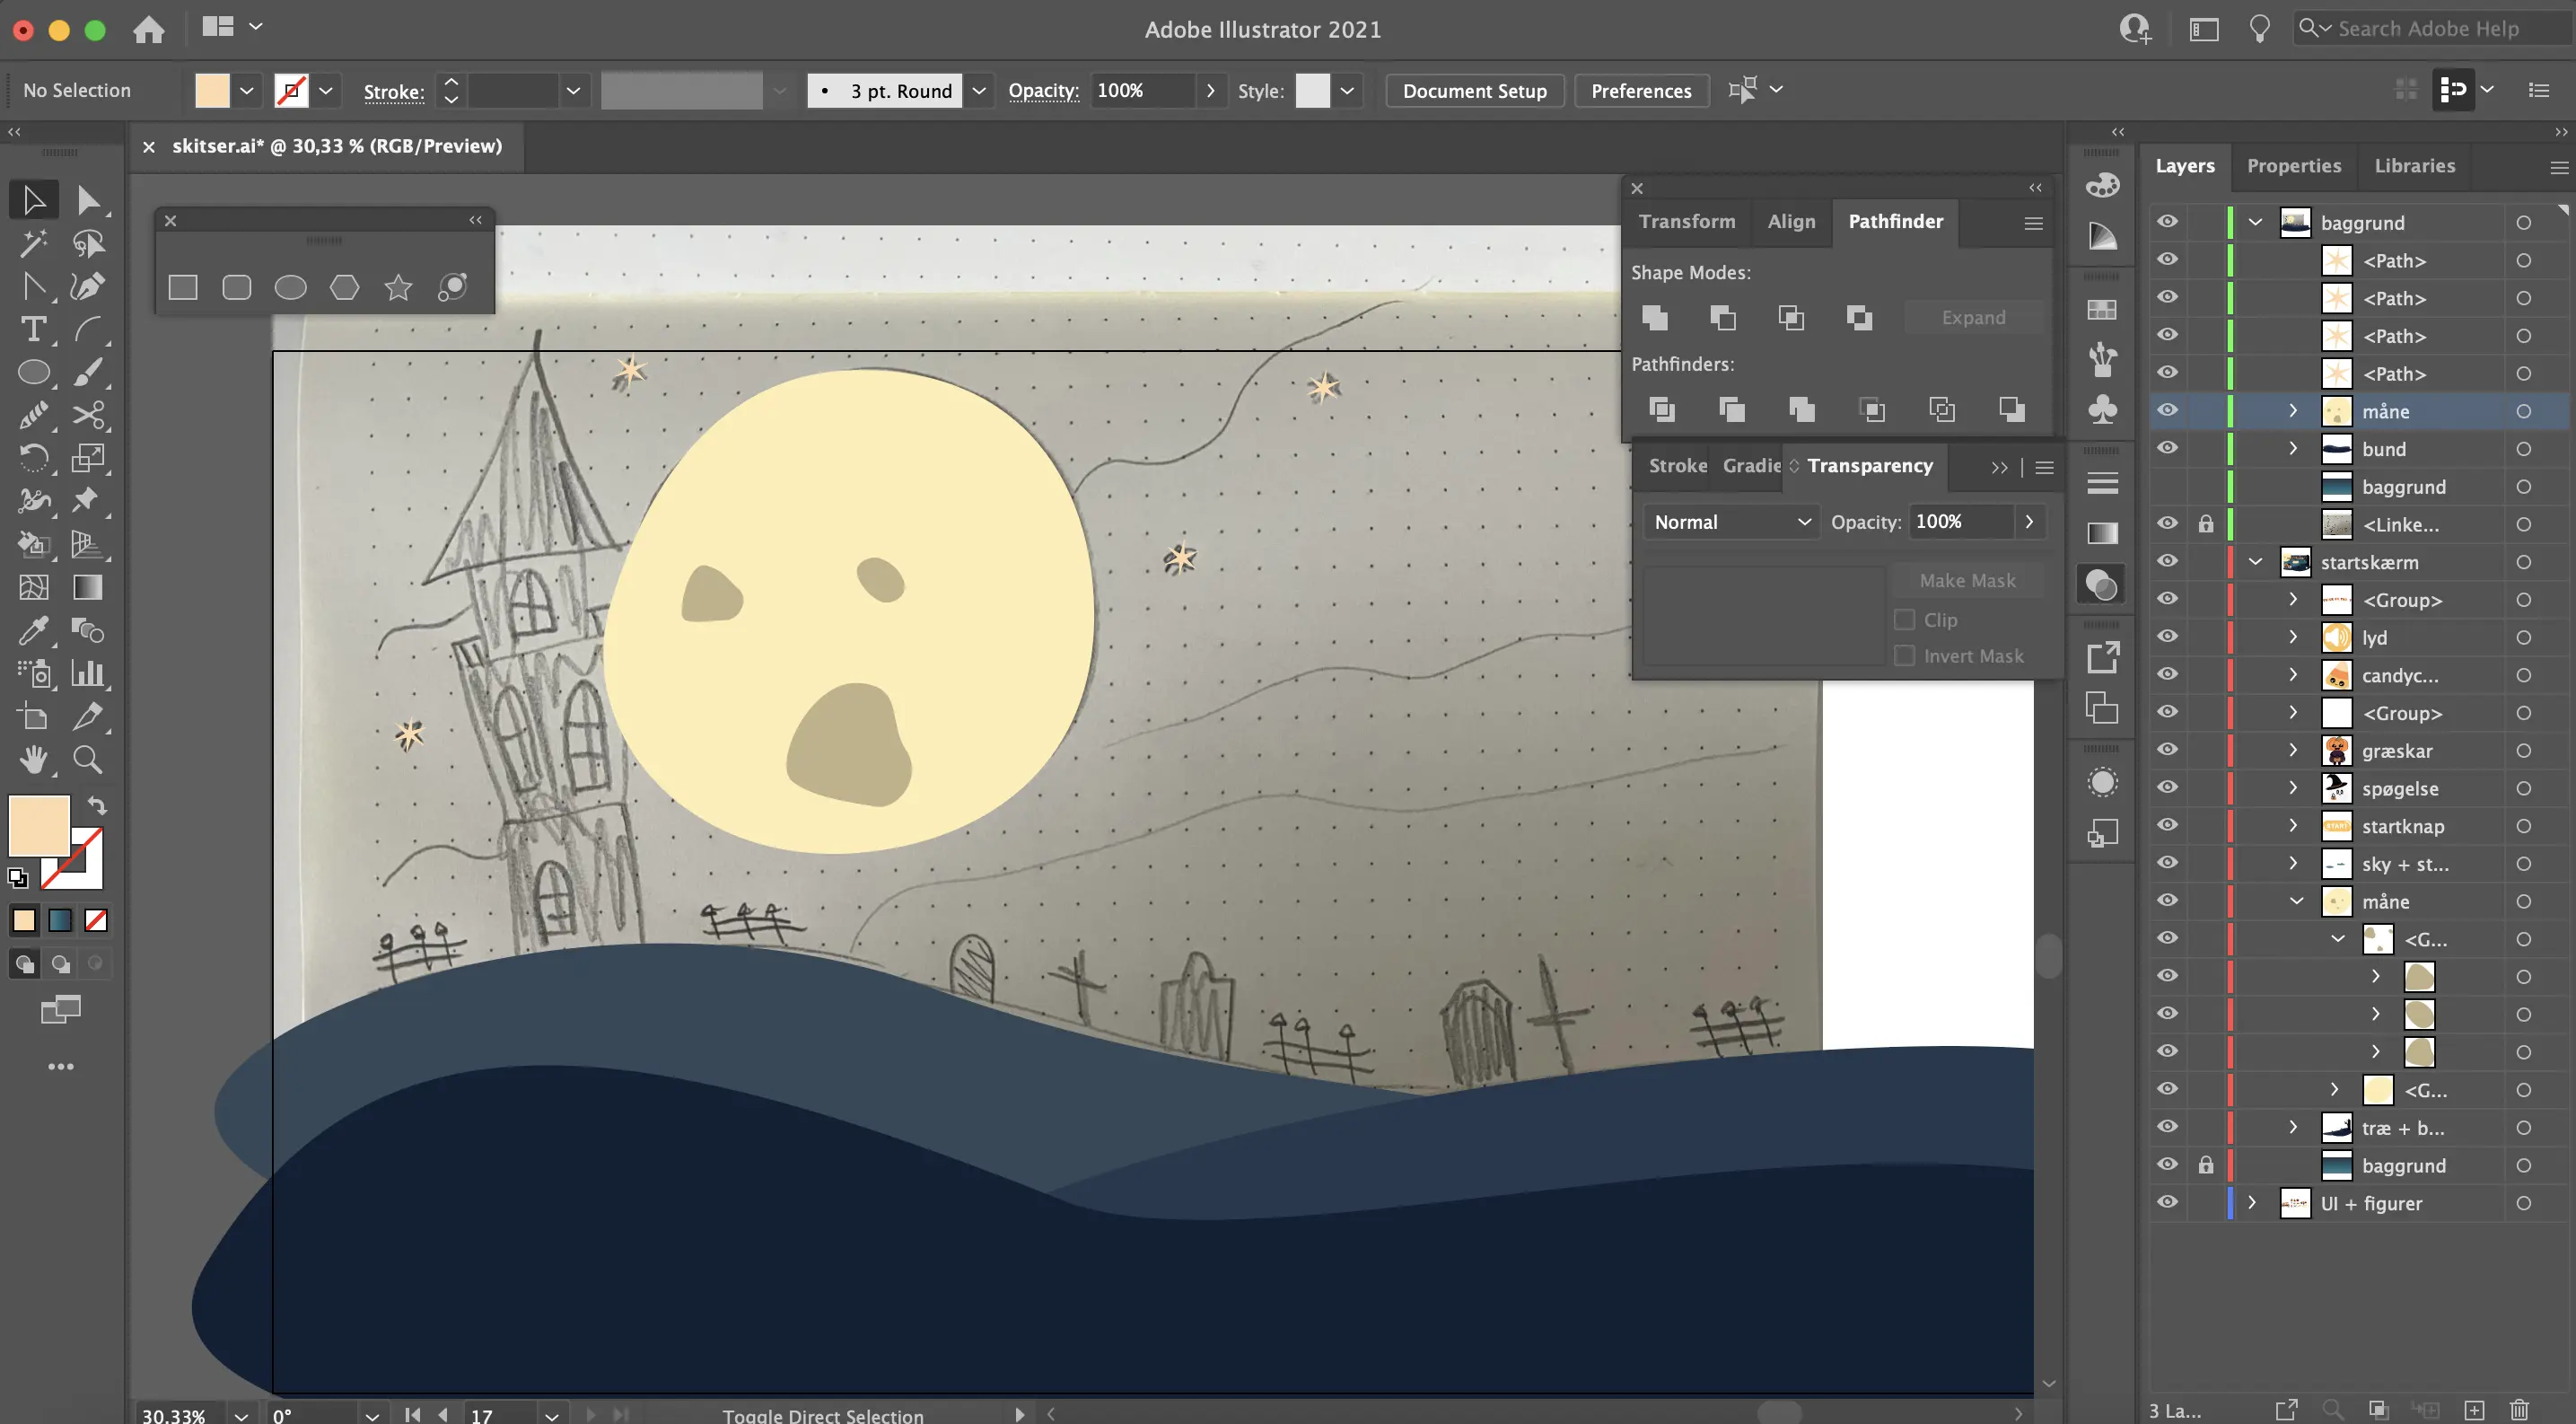 Adobe Illustrator 2021
Search Adobe Help
No Selection
Stroke:
3 pt. Round
Opacity:
100%
Style:
Document Setup
Preferences
skitser.ai* @ 30,33 % (RGB/Preview)
Transform
Align
Pathfinder
Shape Modes:
Expand
Pathfinders:
Stroke
Gradie
Transparency
Normal
Opacity:
100%
Make Mask
Clip
Invert Mask
Layers
Properties
Libraries
baggrund
<Path>
<Path>
<Path>
<Path>
måne
bund
baggrund
<Linke...
startskærm
<Group>
lyd
candyc...
<Group>
græskar
spøgelse
startknap
sky + st...
måne
<G...
<G...
træ + b...
baggrund
UI + figurer
3 La...
30,33%
0°
17
Toggle Direct Selection